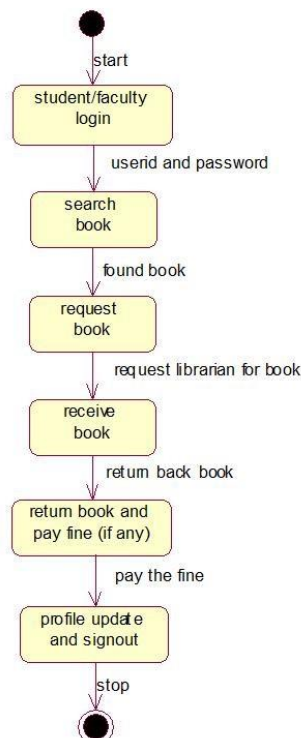 start
student/faculty
login
userid and password
search
book
found book
request
book
request librarian for book
receive
book
return back book
return book and
pay fine (if any)
pay the fine
profile update
and signout
stop